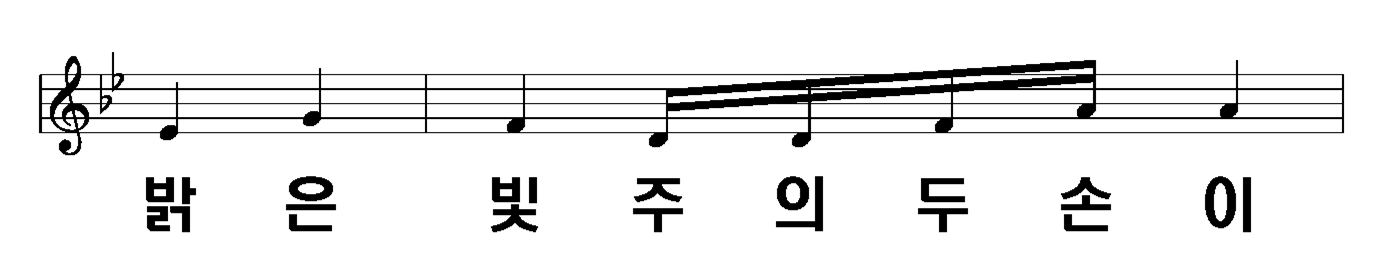 밝 은 빛 주 의 두 손 이